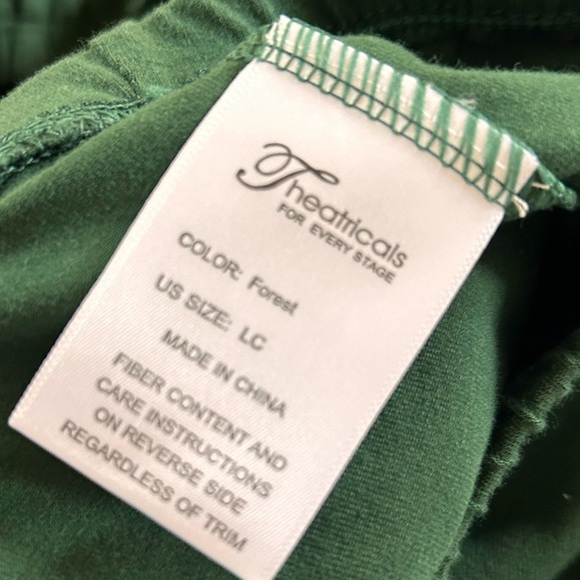 Theatricals
FOR EVERY STAGE
COLOR: Forest
US SIZE: LC
MADE IN CHINA
FIBER CONTENT AND
CARE INSTRUCTIONS
ON REVERSE SIDE
REGARDLESS OF TRIM